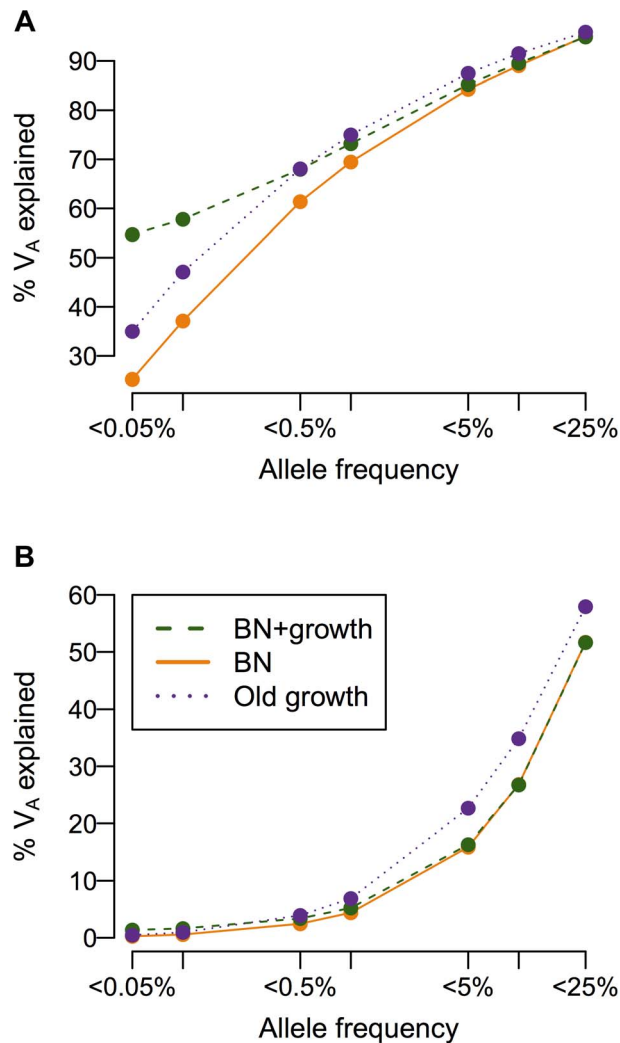 A
% VA explained
90
80
70
60
50
40
30
<0.05%
<0.5%
<5%
<25%
Allele frequency
B
% VA explained
60
50
40
30
20
10
0
BN+growth
BN
Old growth
<0.05%
<0.5%
<5%
<25%
Allele frequency